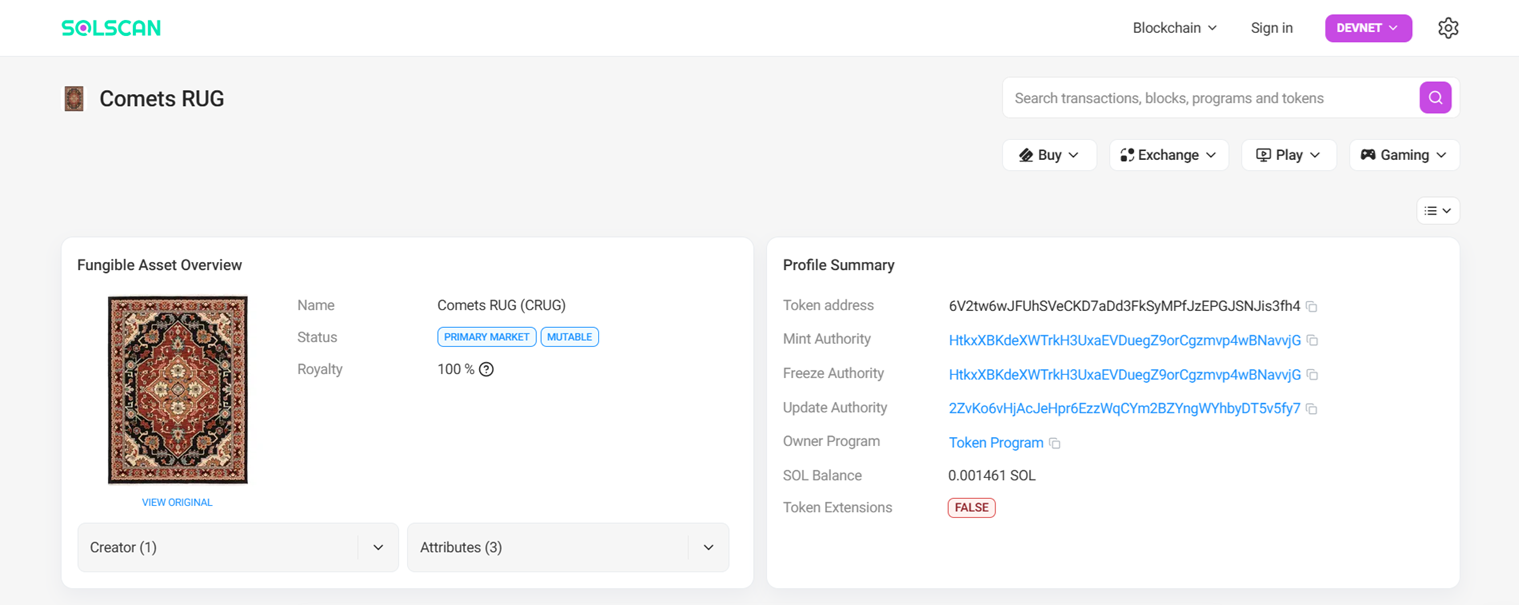 SOLSCAN
Blockchain
Sign in
DEVNET
Comets RUG
Search transactions, blocks, programs and tokens
Buy
Exchange
Play
Gaming
Fungible Asset Overview
Name
Comets RUG (CRUG)
Status
PRIMARY MARKET
MUTABLE
Royalty
100 %
VIEW ORIGINAL
Creator (1)
Attributes (3)
Profile Summary
Token address
6V2tw6wJFUhSVeCKD7aDd3FkSyMPfJzEPGJSNJis3fh4
Mint Authority
HtkxXBKdeXWTrkH3UxaEVDuegZ9orCgzmvp4wBNavvjG
Freeze Authority
HtkxXBKdeXWTrkH3UxaEVDuegZ9orCgzmvp4wBNavvjG
Update Authority
2ZvKo6vHjAcJeHpr6EzzWqCYm2BZYngWYhbyDT5v5fy7
Owner Program
Token Program
SOL Balance
0.001461 SOL
Token Extensions
FALSE